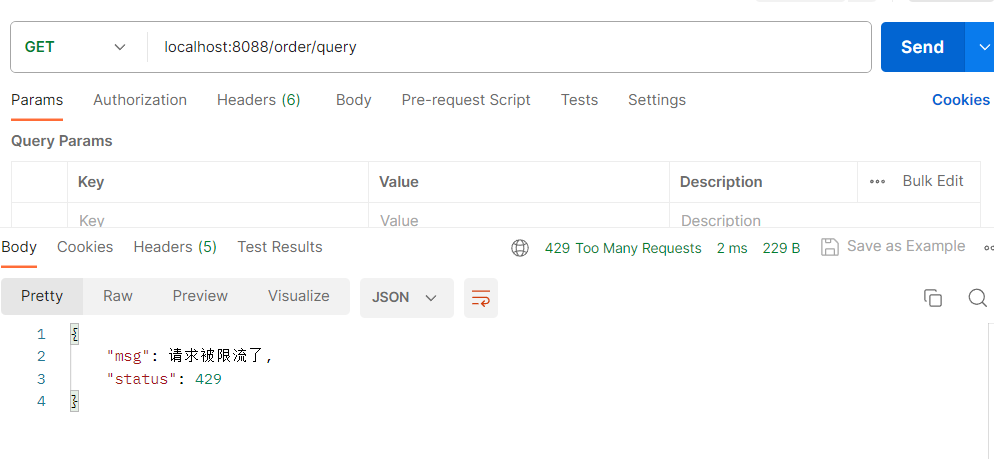 GET localhost:8088/order/query Send
Params Authorization Headers (6) Body Pre-request Script Tests Settings Cookies
Query Params
Key Value Description ••• Bulk Edit
Key Value Description
Body Cookies Headers (5) Test Results 429 Too Many Requests 2 ms 229 B Save as Example
Pretty Raw Preview Visualize JSON
1 {
2 "msg": 请求被限流了,
3 "status": 429
4 }